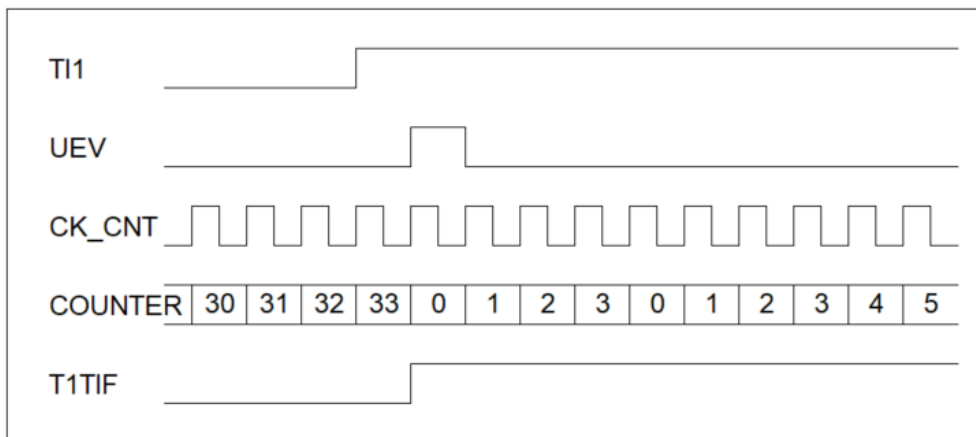 TI1
UEV
CK_CNT
COUNTER 30 31 32 33 0 1 2 3 0 1 2 3 4 5
T1TIF